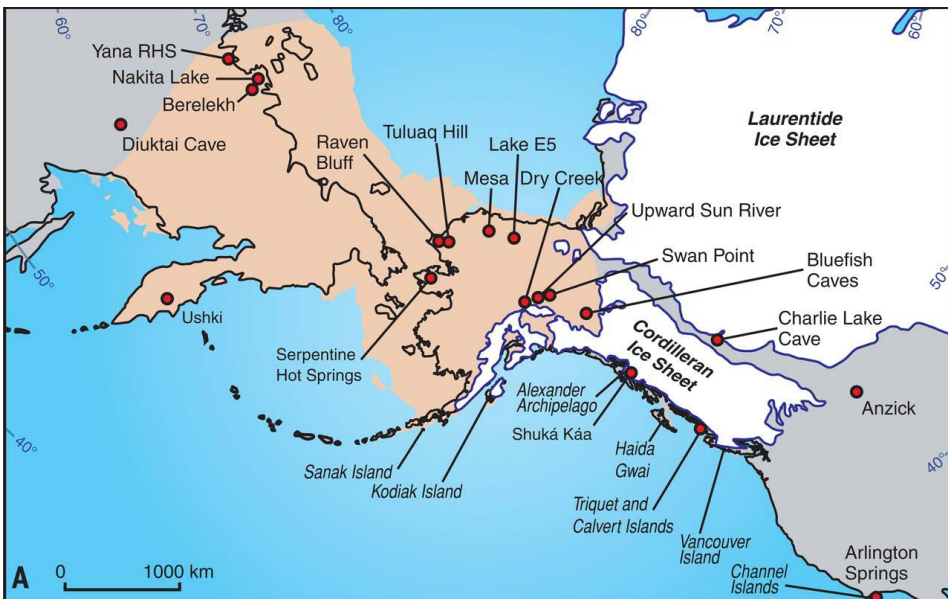 60°
70°
80°
80°
70°
60°
Yana RHS
Nakita Lake
Berelekh
Diuktai Cave
Raven
Bluff
Tuluaq Hill
Lake E5
Mesa
Dry Creek
Laurentide
Ice Sheet
Upward Sun River
Swan Point
Bluefish
Caves
50°
50°
Ushki
Serpentine
Hot Springs
Cordilleran
Ice Sheet
Charlie Lake
Cave
Alexander
Archipelago
Shuká Káa
Anzick
Haida
Gwai
40°
40°
Sanak Island
Kodiak Island
Triquet and
Calvert Islands
Vancouver
Island
Arlington
Springs
Channel
Islands
A
0 1000 km